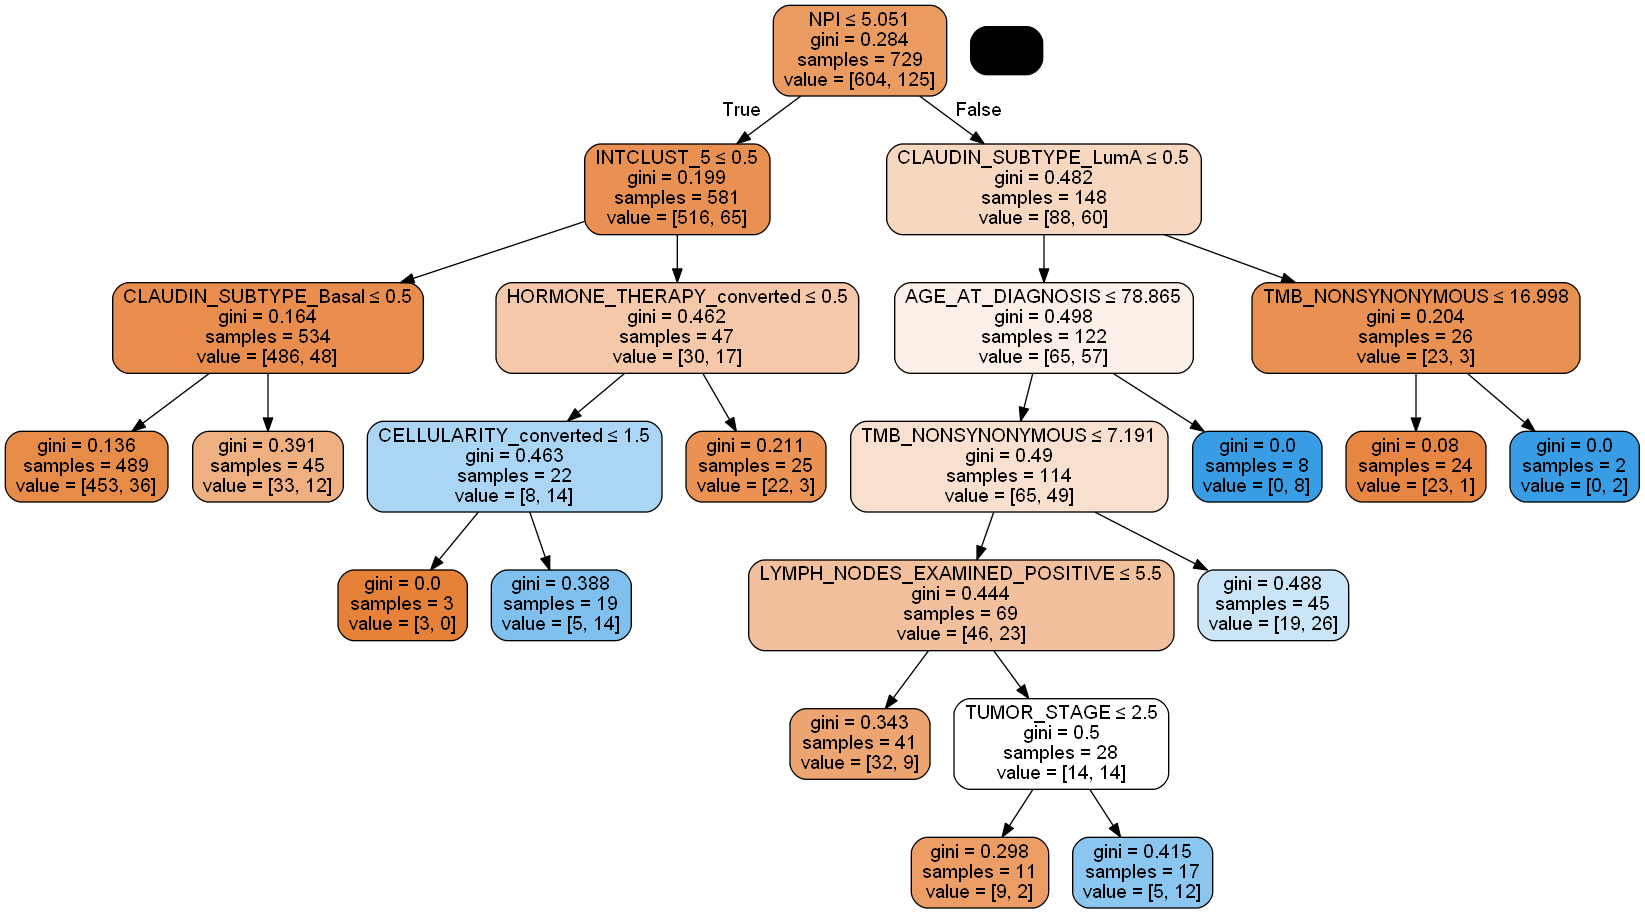 NPI ≤ 5.051
gini = 0.284
samples = 729
value = [604, 125]
True
False
INTCLUST_5 ≤ 0.5
gini = 0.199
samples = 581
value = [516, 65]
CLAUDIN_SUBTYPE_LumA ≤ 0.5
gini = 0.482
samples = 148
value = [88, 60]
CLAUDIN_SUBTYPE_Basal ≤ 0.5
gini = 0.164
samples = 534
value = [486, 48]
HORMONE_THERAPY_converted ≤ 0.5
gini = 0.462
samples = 47
value = [30, 17]
AGE_AT_DIAGNOSIS ≤ 78.865
gini = 0.498
samples = 122
value = [65, 57]
TMB_NONSYNONYMOUS ≤ 16.998
gini = 0.204
samples = 26
value = [23, 3]
gini = 0.136
samples = 489
value = [453, 36]
gini = 0.391
samples = 45
value = [33, 12]
CELLULARITY_converted ≤ 1.5
gini = 0.463
samples = 22
value = [8, 14]
gini = 0.211
samples = 25
value = [22, 3]
TMB_NONSYNONYMOUS ≤ 7.191
gini = 0.49
samples = 114
value = [65, 49]
gini = 0.0
samples = 8
value = [0, 8]
gini = 0.08
samples = 24
value = [23, 1]
gini = 0.0
samples = 2
value = [0, 2]
gini = 0.0
samples = 3
value = [3, 0]
gini = 0.388
samples = 19
value = [5, 14]
LYMPH_NODES_EXAMINED_POSITIVE ≤ 5.5
gini = 0.444
samples = 69
value = [46, 23]
gini = 0.488
samples = 45
value = [19, 26]
gini = 0.343
samples = 41
value = [32, 9]
TUMOR_STAGE ≤ 2.5
gini = 0.5
samples = 28
value = [14, 14]
gini = 0.298
samples = 11
value = [9, 2]
gini = 0.415
samples = 17
value = [5, 12]